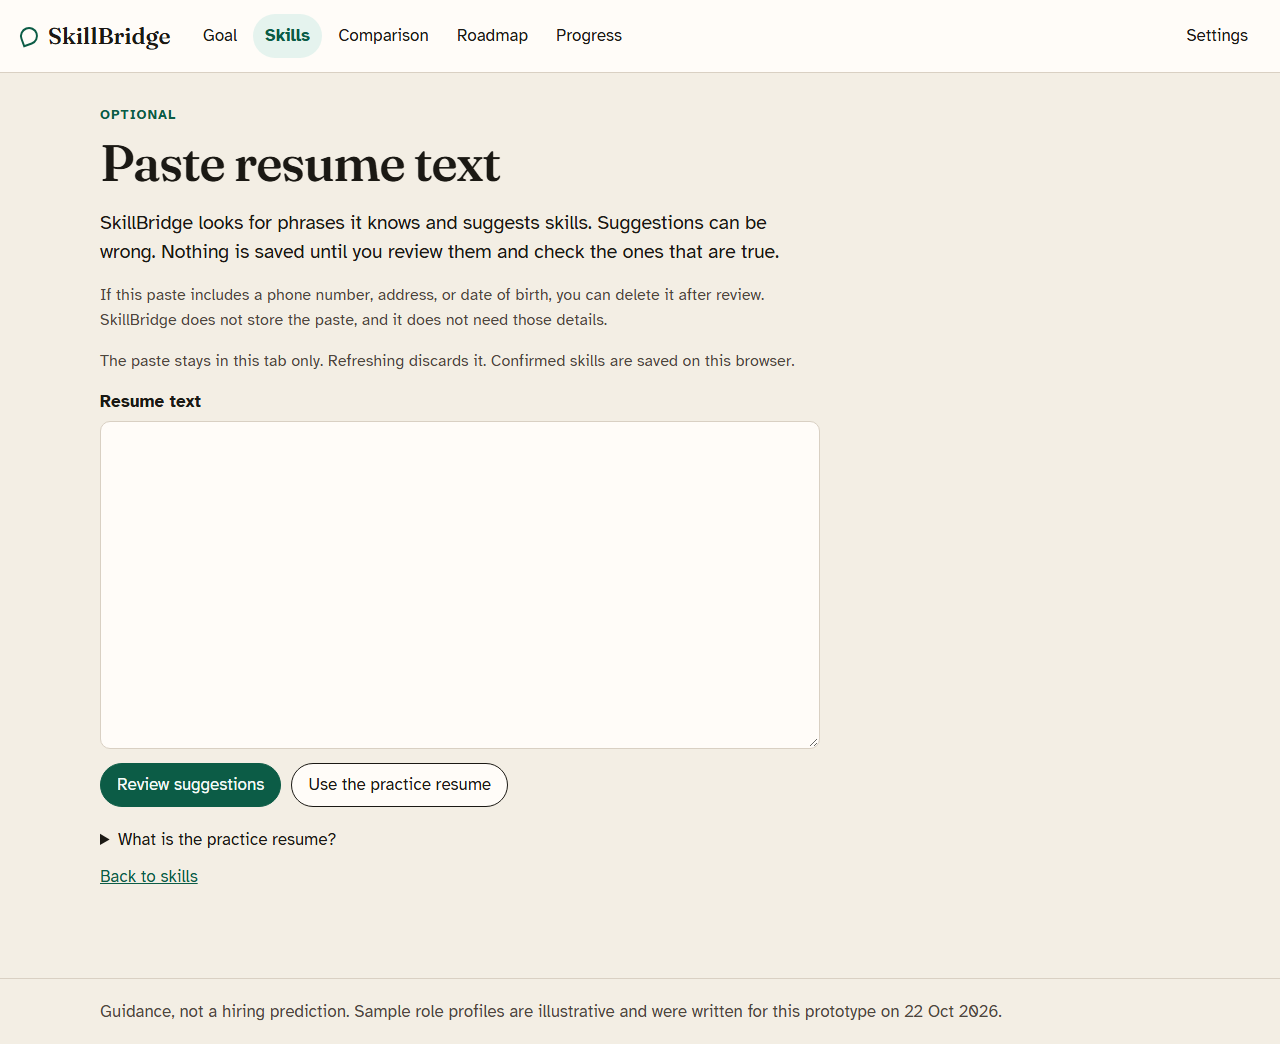 SkillBridge
Goal
Skills
Comparison
Roadmap
Progress
Settings
OPTIONAL
Paste resume text
SkillBridge looks for phrases it knows and suggests skills. Suggestions can be
wrong. Nothing is saved until you review them and check the ones that are true.
If this paste includes a phone number, address, or date of birth, you can delete it after review.
SkillBridge does not store the paste, and it does not need those details.
The paste stays in this tab only. Refreshing discards it. Confirmed skills are saved on this browser.
Resume text
Review suggestions
Use the practice resume
What is the practice resume?
Back to skills
Guidance, not a hiring prediction. Sample role profiles are illustrative and were written for this prototype on 22 Oct 2026.